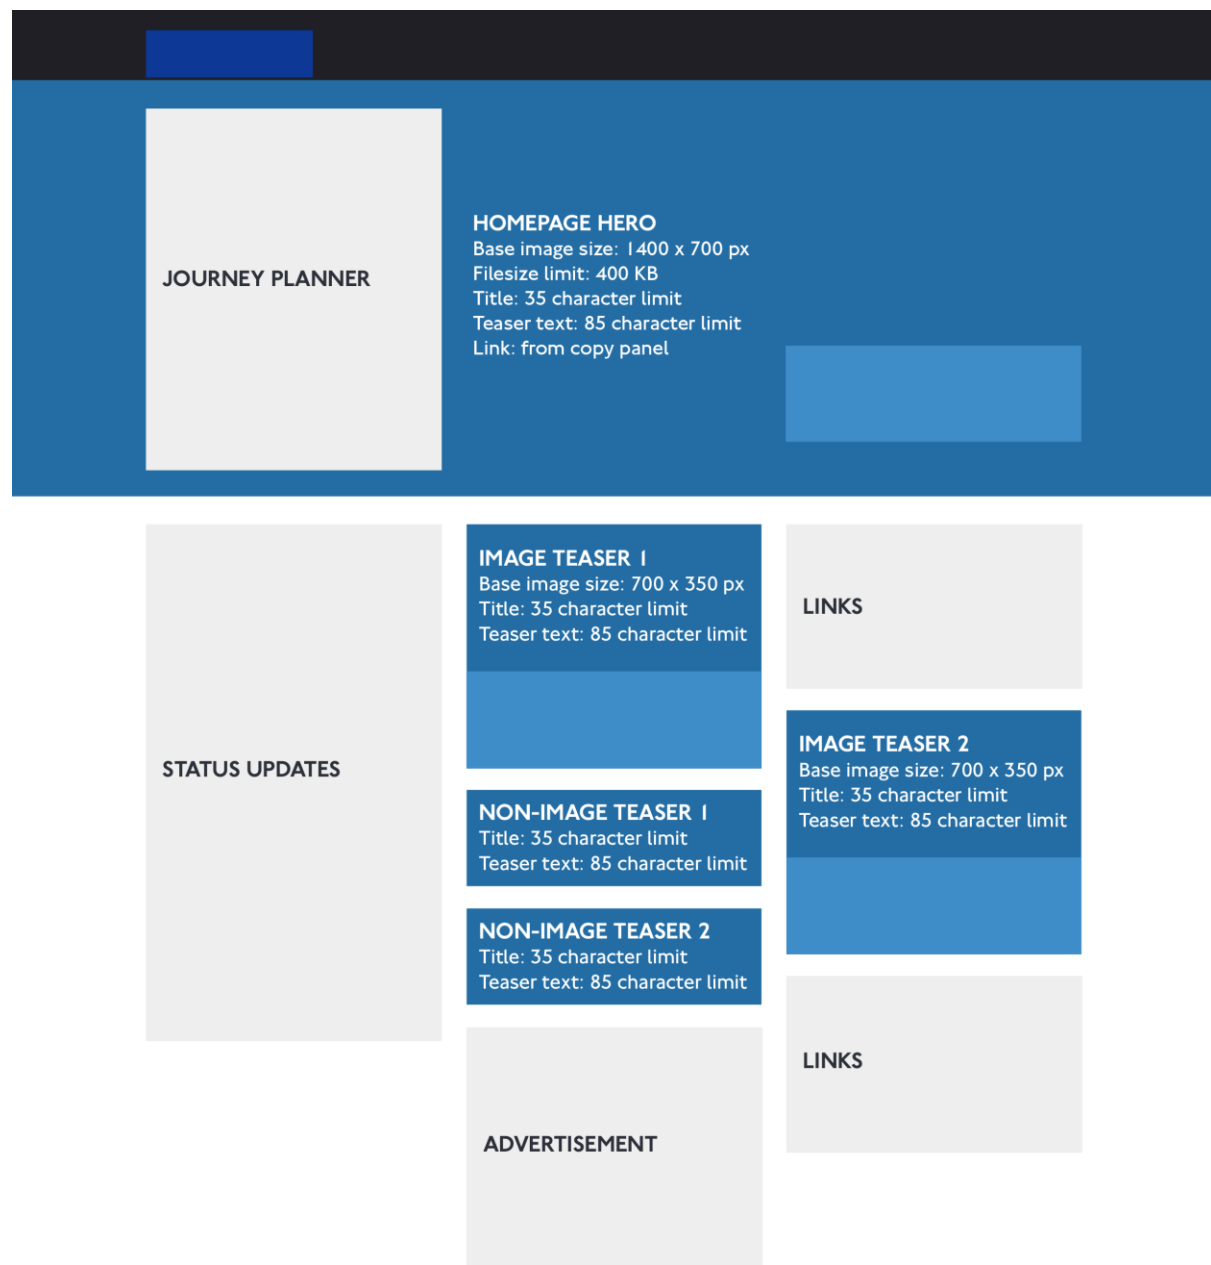 JOURNEY PLANNER
HOMEPAGE HERO
Base image size: 1400 x 700 px
Filesize limit: 400 KB
Title: 35 character limit
Teaser text: 85 character limit
Link: from copy panel
STATUS UPDATES
IMAGE TEASER 1
Base image size: 700 x 350 px
Title: 35 character limit
Teaser text: 85 character limit
NON-IMAGE TEASER 1
Title: 35 character limit
Teaser text: 85 character limit
NON-IMAGE TEASER 2
Title: 35 character limit
Teaser text: 85 character limit
ADVERTISEMENT
LINKS
IMAGE TEASER 2
Base image size: 700 x 350 px
Title: 35 character limit
Teaser text: 85 character limit
LINKS